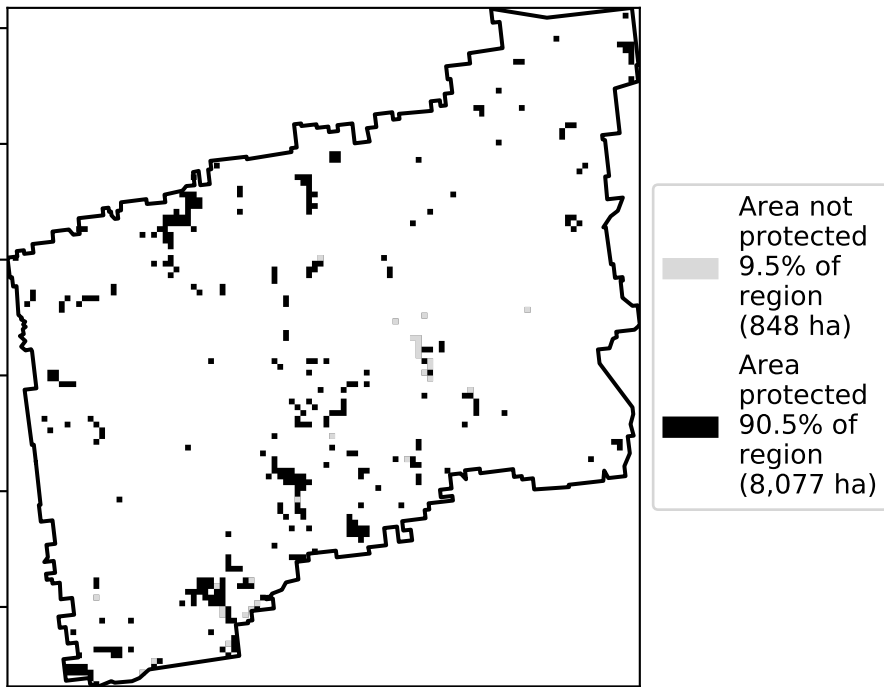 Area not
protected
9.5% of
region
(848 ha)
Area
protected
90.5% of
region
(8,077 ha)